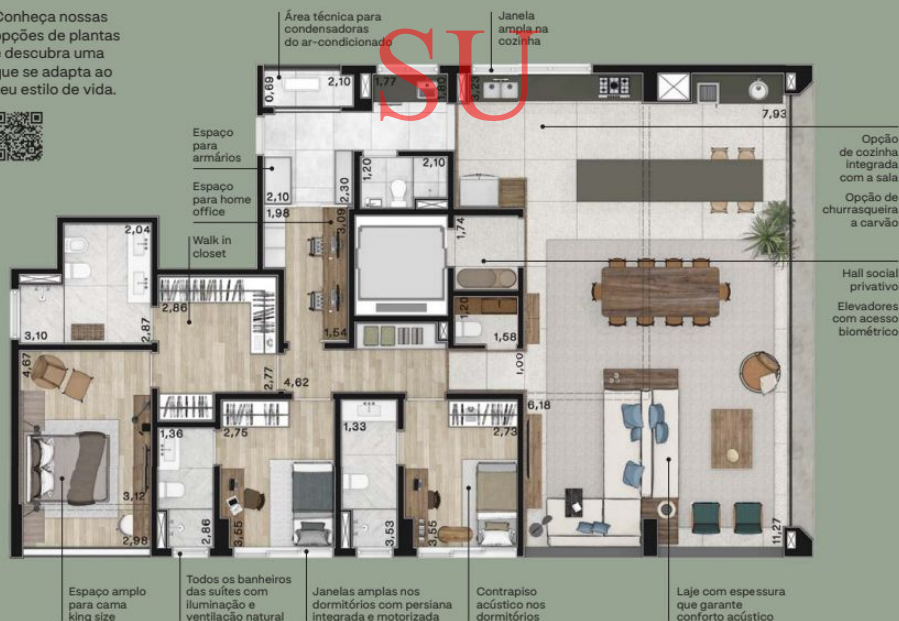 Conheça nossas
opções de plantas
e descubra uma
que se adapta ao
seu estilo de vida.
Área técnica para
condensadoras
do ar-condicionado
Janela
ampla na
cozinha
SU
0,69
2,10
1,77
1,80
3,23
7,93
Espaço
para
armários
Espaço
para home
office
Walk in
closet
2,10
2,30
1,20
2,10
1,98
3,09
1,74
Opção
de cozinha
integrada
com a sala
Opção de
churrasqueira
a carvão
Hall social
privativo
Elevadores
com acesso
biométrico
2,04
2,86
3,10
2,87
1,54
1,20
1,58
1,00
4,67
2,77
4,62
6,18
1,36
2,75
1,33
2,73
3,12
2,98
2,86
3,55
3,53
3,55
11,27
Espaço amplo
para cama
king size
Todos os banheiros
das suítes com
iluminação e
ventilação natural
Janelas amplas nos
dormitórios com persiana
integrada e motorizada
Contrapiso
acústico nos
dormitórios
Laje com espessura
que garante
conforto acústico